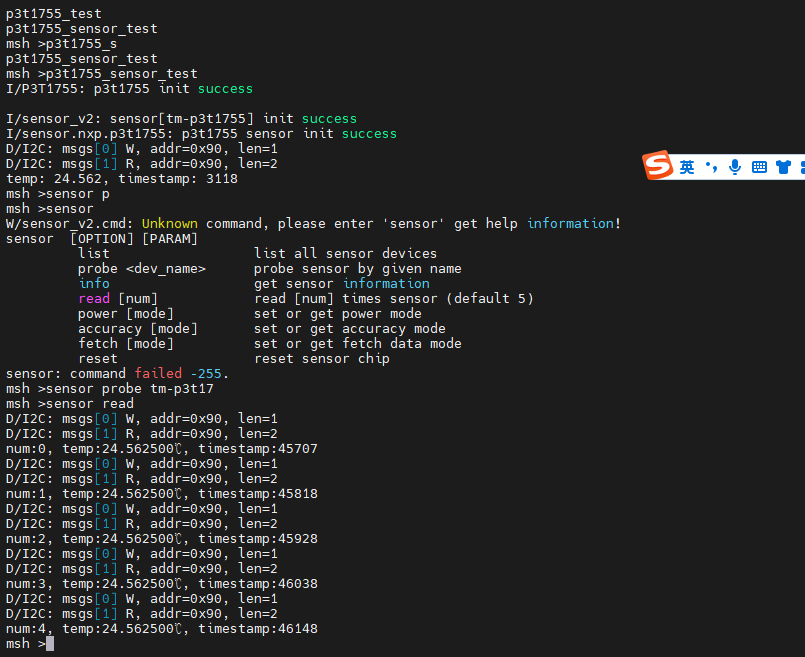 p3t1755_test
p3t1755_sensor_test
msh >p3t1755_s
p3t1755_sensor_test
msh >p3t1755_sensor_test
I/P3T1755: p3t1755 init success
I/sensor_v2: sensor[tm-p3t1755] init success
I/sensor.nxp.p3t1755: p3t1755 sensor init success
D/I2C: msgs[0] W, addr=0x90, len=1
D/I2C: msgs[1] R, addr=0x90, len=2
temp: 24.562, timestamp: 3118
msh >sensor p
msh >sensor
W/sensor_v2.cmd: Unknown command, please enter 'sensor' get help information!
sensor  [OPTION] [PARAM]
         list                  list all sensor devices
         probe <dev_name>      probe sensor by given name
         info                  get sensor information
         read [num]            read [num] times sensor (default 5)
         power [mode]          set or get power mode
         accuracy [mode]       set or get accuracy mode
         fetch [mode]          set or get fetch data mode
         reset                 reset sensor chip
sensor: command failed -255.
msh >sensor probe tm-p3t17
msh >sensor read
D/I2C: msgs[0] W, addr=0x90, len=1
D/I2C: msgs[1] R, addr=0x90, len=2
num:0, temp:24.562500℃, timestamp:45707
D/I2C: msgs[0] W, addr=0x90, len=1
D/I2C: msgs[1] R, addr=0x90, len=2
num:1, temp:24.562500℃, timestamp:45818
D/I2C: msgs[0] W, addr=0x90, len=1
D/I2C: msgs[1] R, addr=0x90, len=2
num:2, temp:24.562500℃, timestamp:45928
D/I2C: msgs[0] W, addr=0x90, len=1
D/I2C: msgs[1] R, addr=0x90, len=2
num:3, temp:24.562500℃, timestamp:46038
D/I2C: msgs[0] W, addr=0x90, len=1
D/I2C: msgs[1] R, addr=0x90, len=2
num:4, temp:24.562500℃, timestamp:46148
msh >
S 英